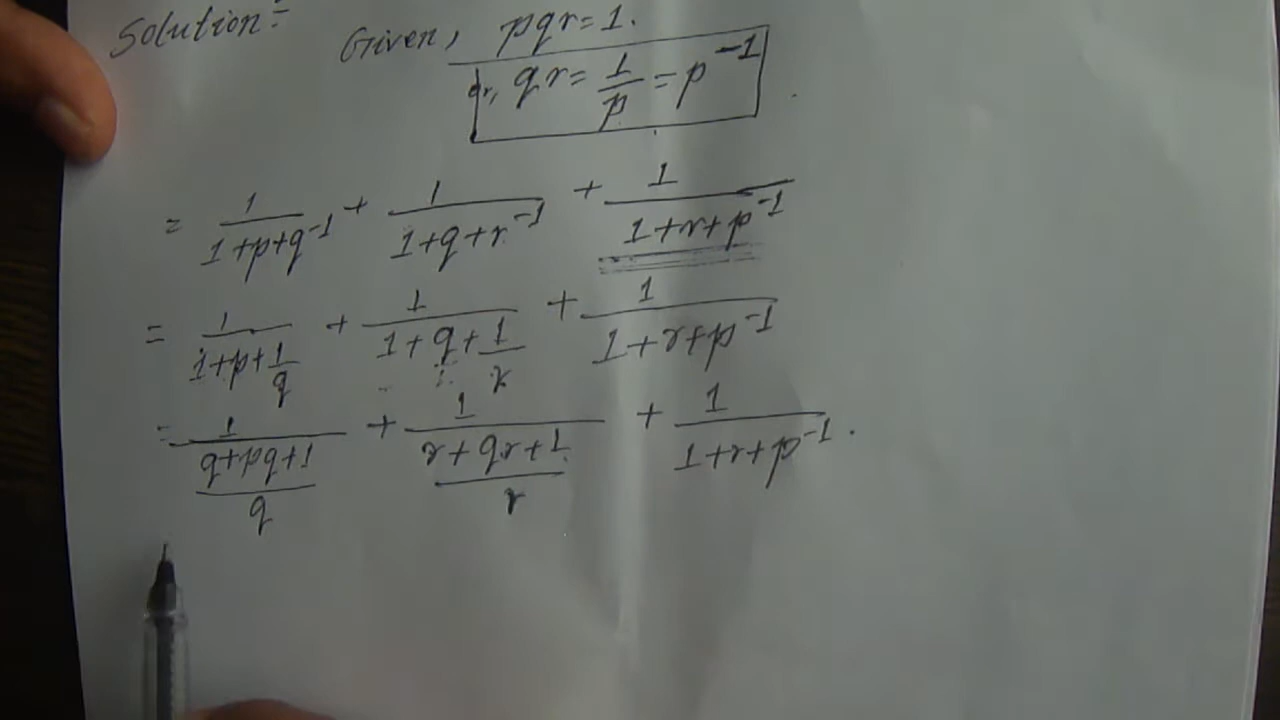 Solution:-
Given, pqr = 1.
or, qr = 1/p = p^-1
= 1/(1+p+q^-1) + 1/(1+q+r^-1) + 1/(1+r+p^-1)
= 1/(1+p+1/q) + 1/(1+q+1/r) + 1/(1+r+p^-1)
= 1/((q+pq+1)/q) + 1/((r+qr+1)/r) + 1/(1+r+p^-1).